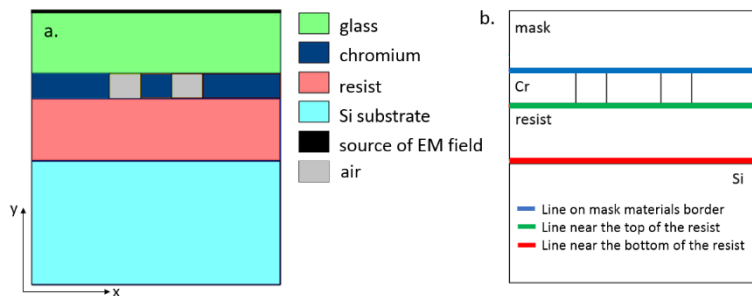 a.
glass
chromium
resist
Si substrate
source of EM field
air
y
x
b.
mask
Cr
resist
Si
Line on mask materials border
Line near the top of the resist
Line near the bottom of the resist